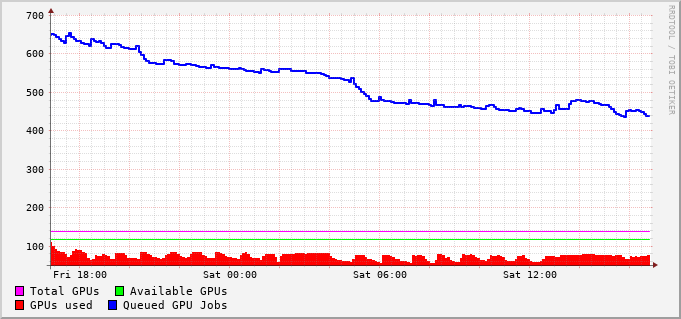 700
600
500
400
300
200
100
Fri 18:00 Sat 00:00 Sat 06:00 Sat 12:00
Total GPUs Available GPUs
GPUs used Queued GPU Jobs
RRDTOOL / TOBI OETIKER